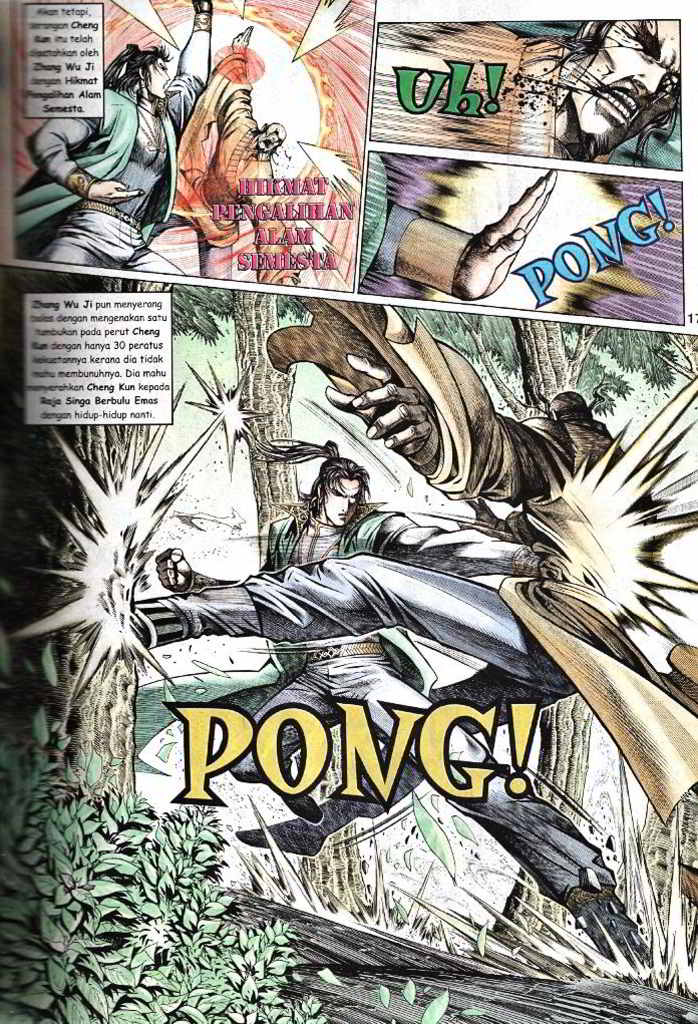 Akan tetapi,
serangan Cheng
Kun itu telah
dipatahkan oleh
Zhang Wu Ji
dengan Hikmat
Pengalihan Alam
Semesta.
HIKMAT
PENGALIHAN
ALAM
SEMESTA
Uh!
PONG!
17
Zhang Wu Ji pun menyerang
balas dengan mengenakan satu
tumbukan pada perut Cheng
Kun dengan hanya 30 peratus
kekuatannya kerana dia tidak
mahu membunuhnya. Dia mahu
menyerahkan Cheng Kun kepada
Raja Singa Berbulu Emas
dengan hidup-hidup nanti.
PONG!